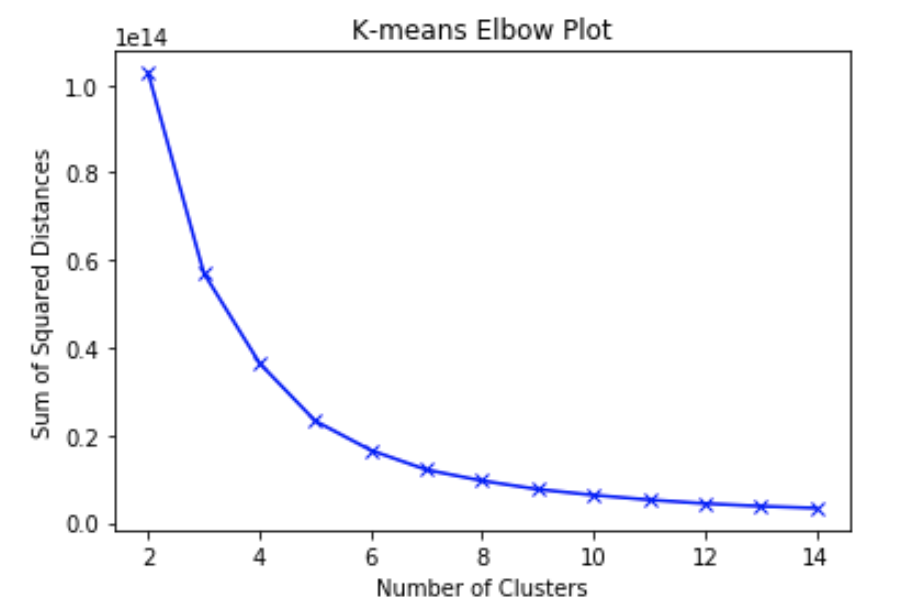 K-means Elbow Plot
1e14
Sum of Squared Distances
1.0
0.8
0.6
0.4
0.2
0.0
2 4 6 8 10 12 14
Number of Clusters